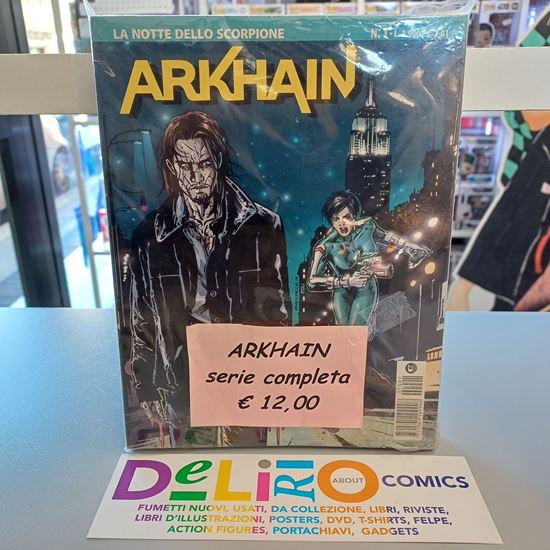 LA NOTTE DELLO SCORPIONE
N. 1
ARKHAIN
ARKHAIN
serie completa
€ 12,00
DeLiRiO ABOUT COMICS
FUMETTI NUOVI, USATI, DA COLLEZIONE, LIBRI, RIVISTE,
LIBRI D'ILLUSTRAZIONI, POSTERS, DVD, T-SHIRTS, FELPE,
ACTION FIGURES, PORTACHIAVI, GADGETS